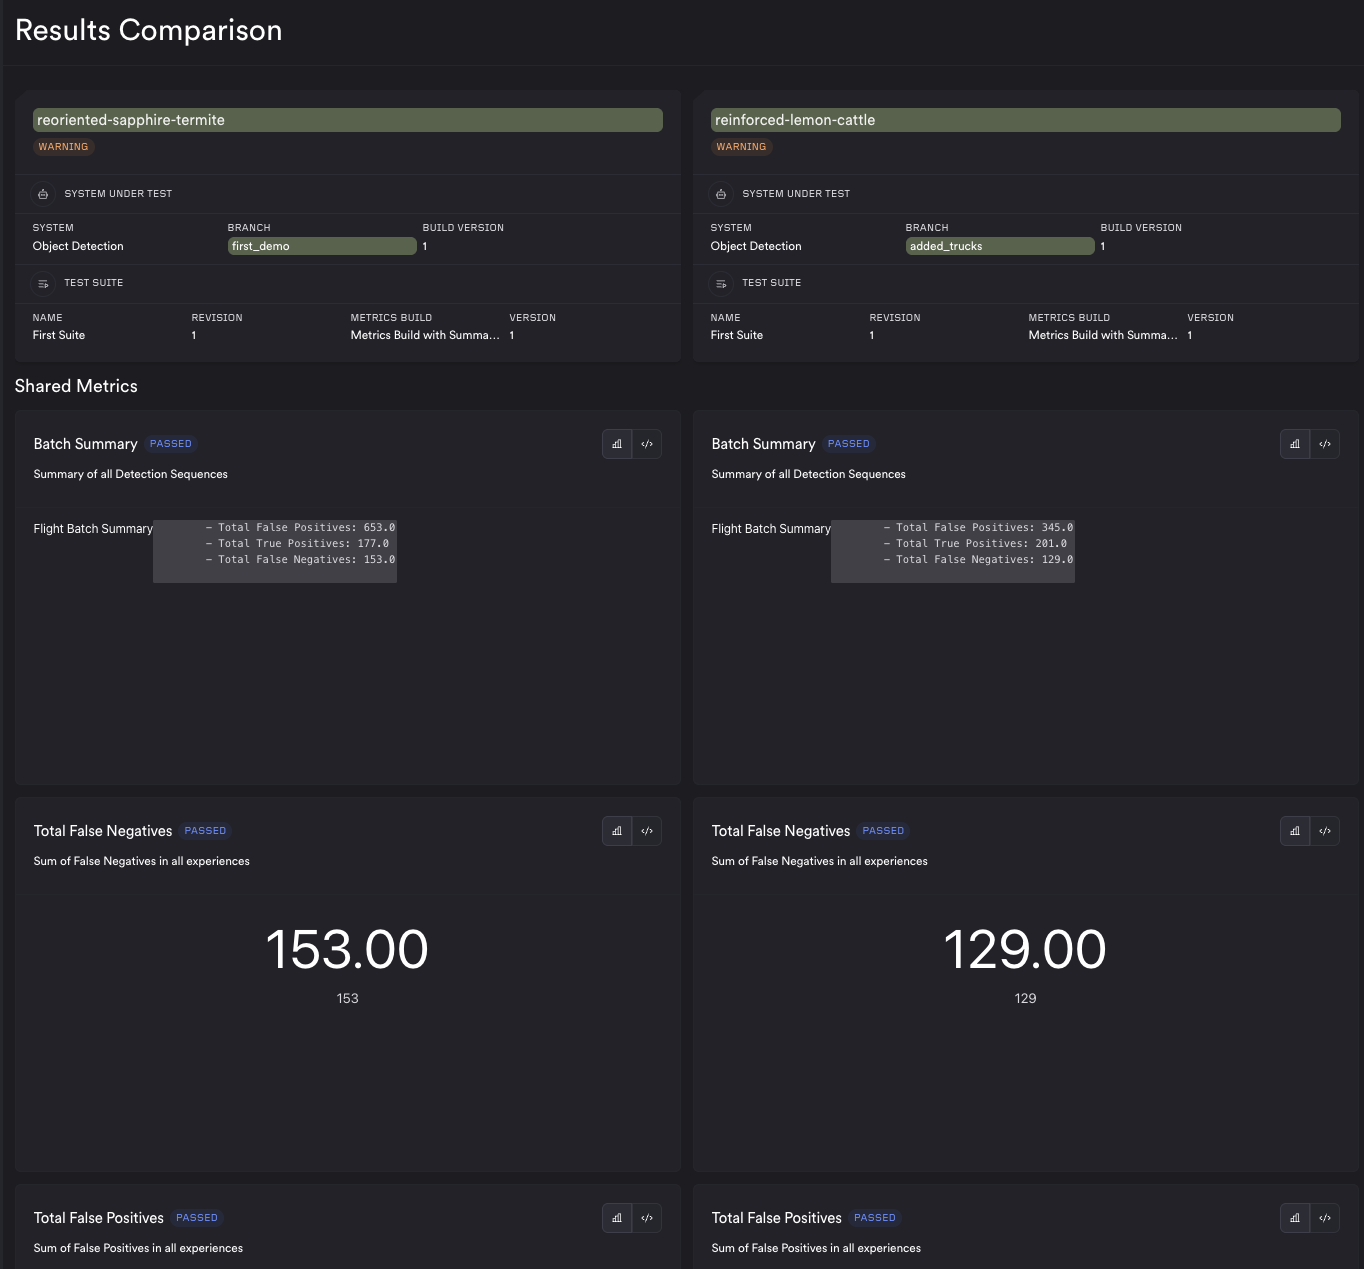 Results Comparison
reoriented-sapphire-termite
WARNING
SYSTEM UNDER TEST
SYSTEM BRANCH BUILD VERSION
Object Detection first_demo 1
TEST SUITE
NAME REVISION METRICS BUILD VERSION
First Suite 1 Metrics Build with Summa... 1
reinforced-lemon-cattle
WARNING
SYSTEM UNDER TEST
SYSTEM BRANCH BUILD VERSION
Object Detection added_trucks 1
TEST SUITE
NAME REVISION METRICS BUILD VERSION
First Suite 1 Metrics Build with Summa... 1
Shared Metrics
Batch Summary PASSED </>
Summary of all Detection Sequences
Flight Batch Summary – Total False Positives: 653.0
– Total True Positives: 177.0
– Total False Negatives: 153.0
Batch Summary PASSED </>
Summary of all Detection Sequences
Flight Batch Summary – Total False Positives: 345.0
– Total True Positives: 201.0
– Total False Negatives: 129.0
Total False Negatives PASSED </>
Sum of False Negatives in all experiences
153.00
153
Total False Negatives PASSED </>
Sum of False Negatives in all experiences
129.00
129
Total False Positives PASSED </>
Sum of False Positives in all experiences
Total False Positives PASSED </>
Sum of False Positives in all experiences